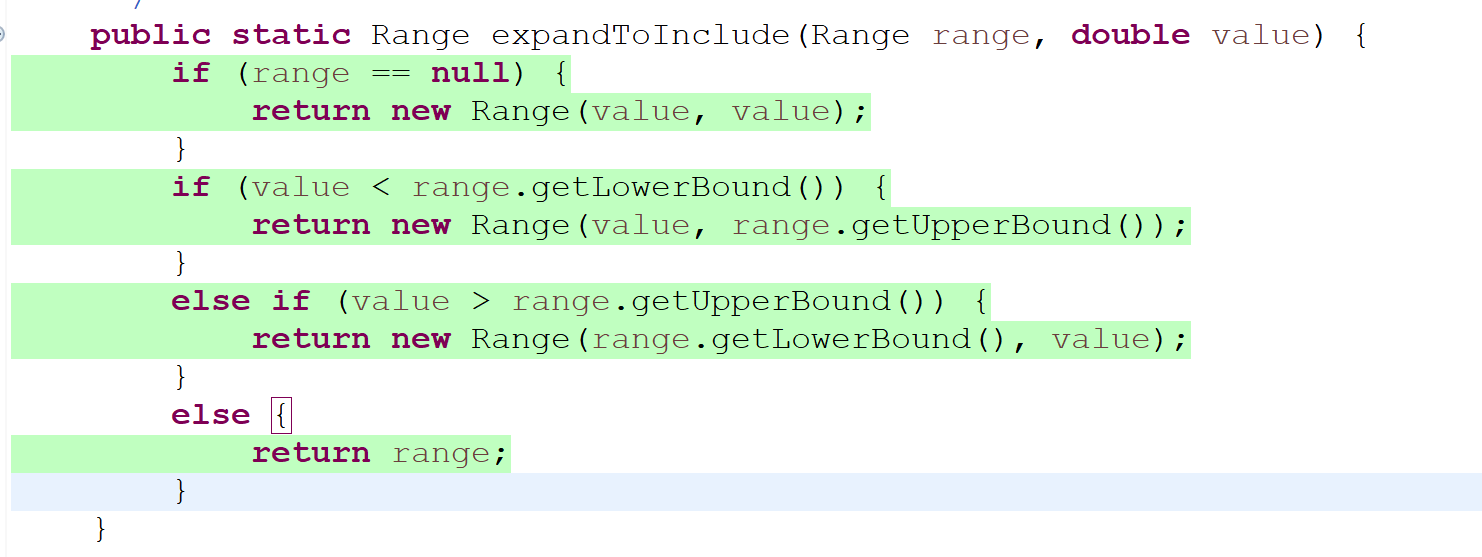 */
public static Range expandToInclude(Range range, double value) {
if (range == null) {
return new Range(value, value);
}
if (value < range.getLowerBound()) {
return new Range(value, range.getUpperBound());
}
else if (value > range.getUpperBound()) {
return new Range(range.getLowerBound(), value);
}
else {
return range;
}
}